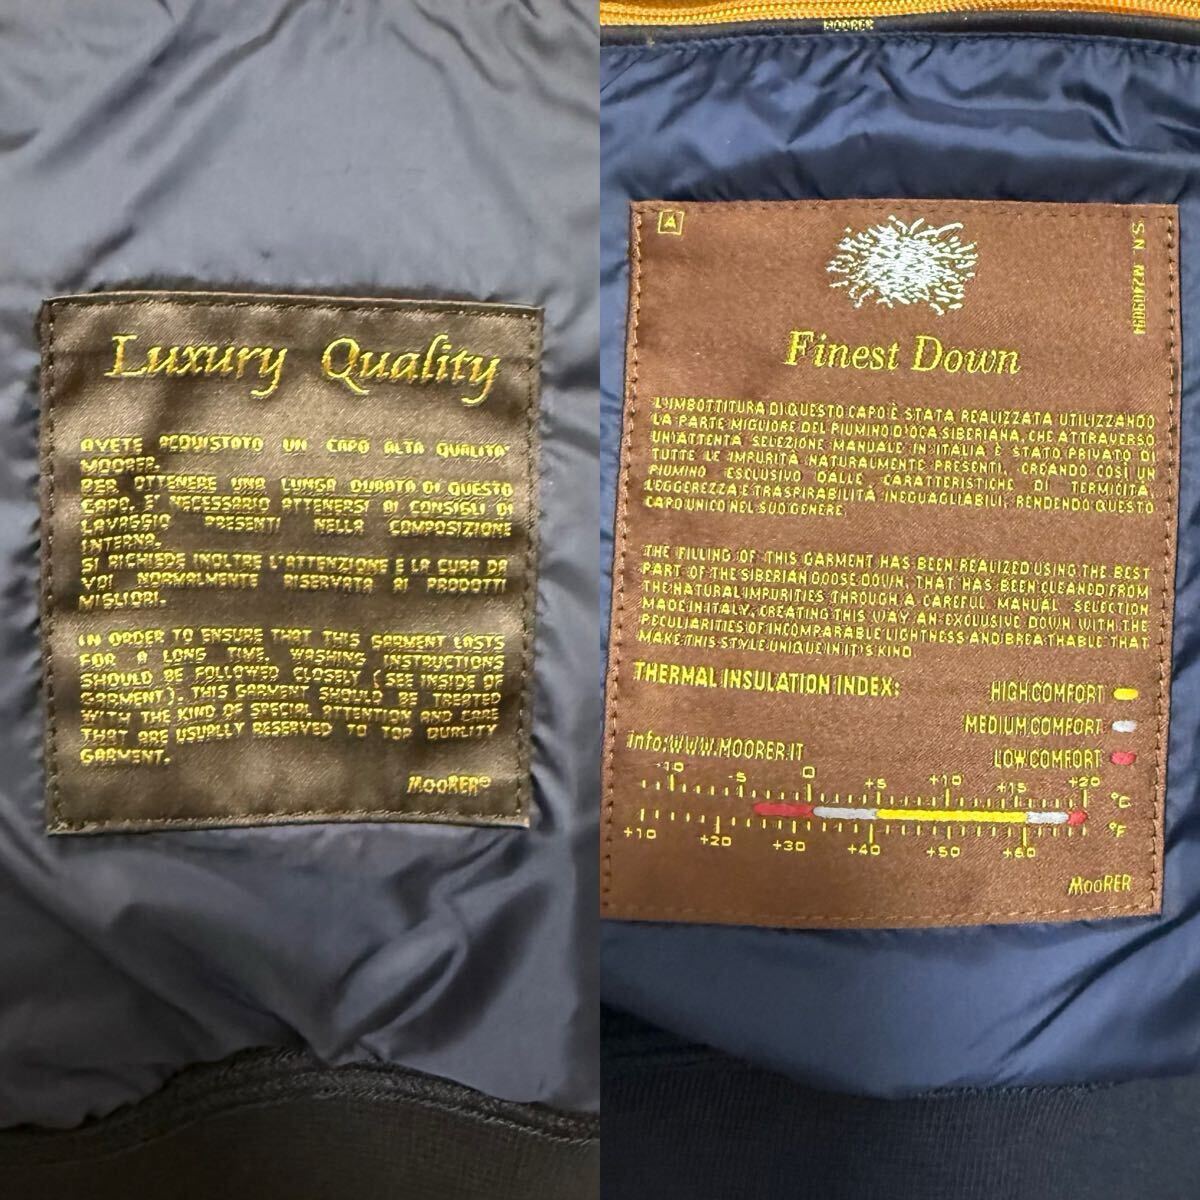 Luxury Quality
AVETE ACQUISTATO UN CAPO ALTA QUALITA'
MOORER.
PER OTTENERE UNA LUNGA DURATA DI QUESTO
CAPO, E' NECESSARIO ATTENERSI AI CONSIGLI DI
LAVAGGIO PRESENTI NELLA COMPOSIZIONE
INTERNA.
SI RICHIEDE INOLTRE L'ATTENZIONE E LA CURA DA
VOI NORMALMENTE RISERVATA AI PRODOTTI
MIGLIORI.
IN ORDER TO ENSURE THAT THIS GARMENT LASTS
FOR A LONG TIME, WASHING INSTRUCTIONS
SHOULD BE FOLLOWED CLOSELY (SEE INSIDE OF
GARMENT). THIS GARMENT SHOULD BE TREATED
WITH THE KIND OF SPECIAL ATTENTION AND CARE
THAT ARE USUALLY RESERVED TO TOP QUALITY
GARMENT.
MOORER®
MOORER
A
SN M2409094
Finest Down
L'IMBOTTITURA DI QUESTO CAPO È STATA REALIZZATA UTILIZZANDO
LA PARTE MIGLIORE DEL PIUMINO D'OCA SIBERIANA, CHE ATTRAVERSO
UN'ATTENTA SELEZIONE MANUALE IN ITALIA È STATO PRIVATO DI
TUTTE LE IMPURITÀ NATURALMENTE PRESENTI, CREANDO COSÌ UN
PIUMINO ESCLUSIVO DALLE CARATTERISTICHE DI TERMICITÀ,
LEGGEREZZA E TRASPIRABILITÀ INEGUAGLIABILI, RENDENDO QUESTO
CAPO UNICO NEL SUO GENERE.
THE FILLING OF THIS GARMENT HAS BEEN REALIZED USING THE BEST
PART OF THE SIBERIAN GOOSE DOWN, THAT HAS BEEN CLEANED FROM
THE NATURAL IMPURITIES THROUGH A CAREFUL MANUAL SELECTION
MADE IN ITALY, CREATING THIS WAY AN EXCLUSIVE DOWN WITH THE
PECULIARITIES OF INCOMPARABLE LIGHTNESS AND BREATHABLE THAT
MAKE THIS STYLE UNIQUE IN IT'S KIND.
THERMAL INSULATION INDEX:
HIGH COMFORT
MEDIUM COMFORT
LOW COMFORT
info:WWW.MOORER.IT
-10 -5 0 +5 +10 +15 +20
°C
°F
+10 +20 +30 +40 +50 +60
MOORER